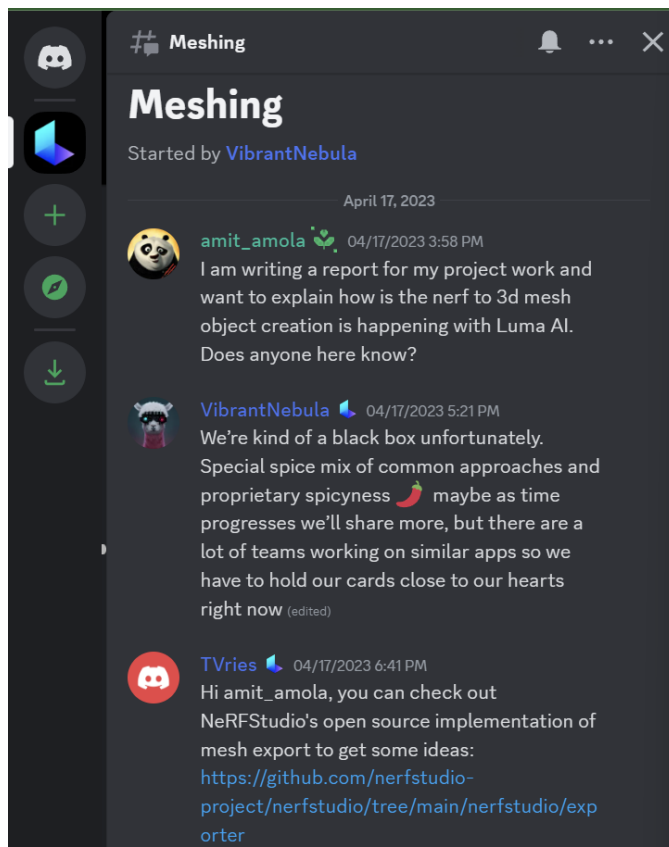 Meshing
Meshing
Started by VibrantNebula
April 17, 2023
amit_amola 04/17/2023 3:58 PM
I am writing a report for my project work and
want to explain how is the nerf to 3d mesh
object creation is happening with Luma AI.
Does anyone here know?
VibrantNebula 04/17/2023 5:21 PM
We’re kind of a black box unfortunately.
Special spice mix of common approaches and
proprietary spicyness 🌶️ maybe as time
progresses we’ll share more, but there are a
lot of teams working on similar apps so we
have to hold our cards close to our hearts
right now (edited)
TVries 04/17/2023 6:41 PM
Hi amit_amola, you can check out
NeRFStudio's open source implementation of
mesh export to get some ideas:
https://github.com/nerfstudio-
project/nerfstudio/tree/main/nerfstudio/exp
orter